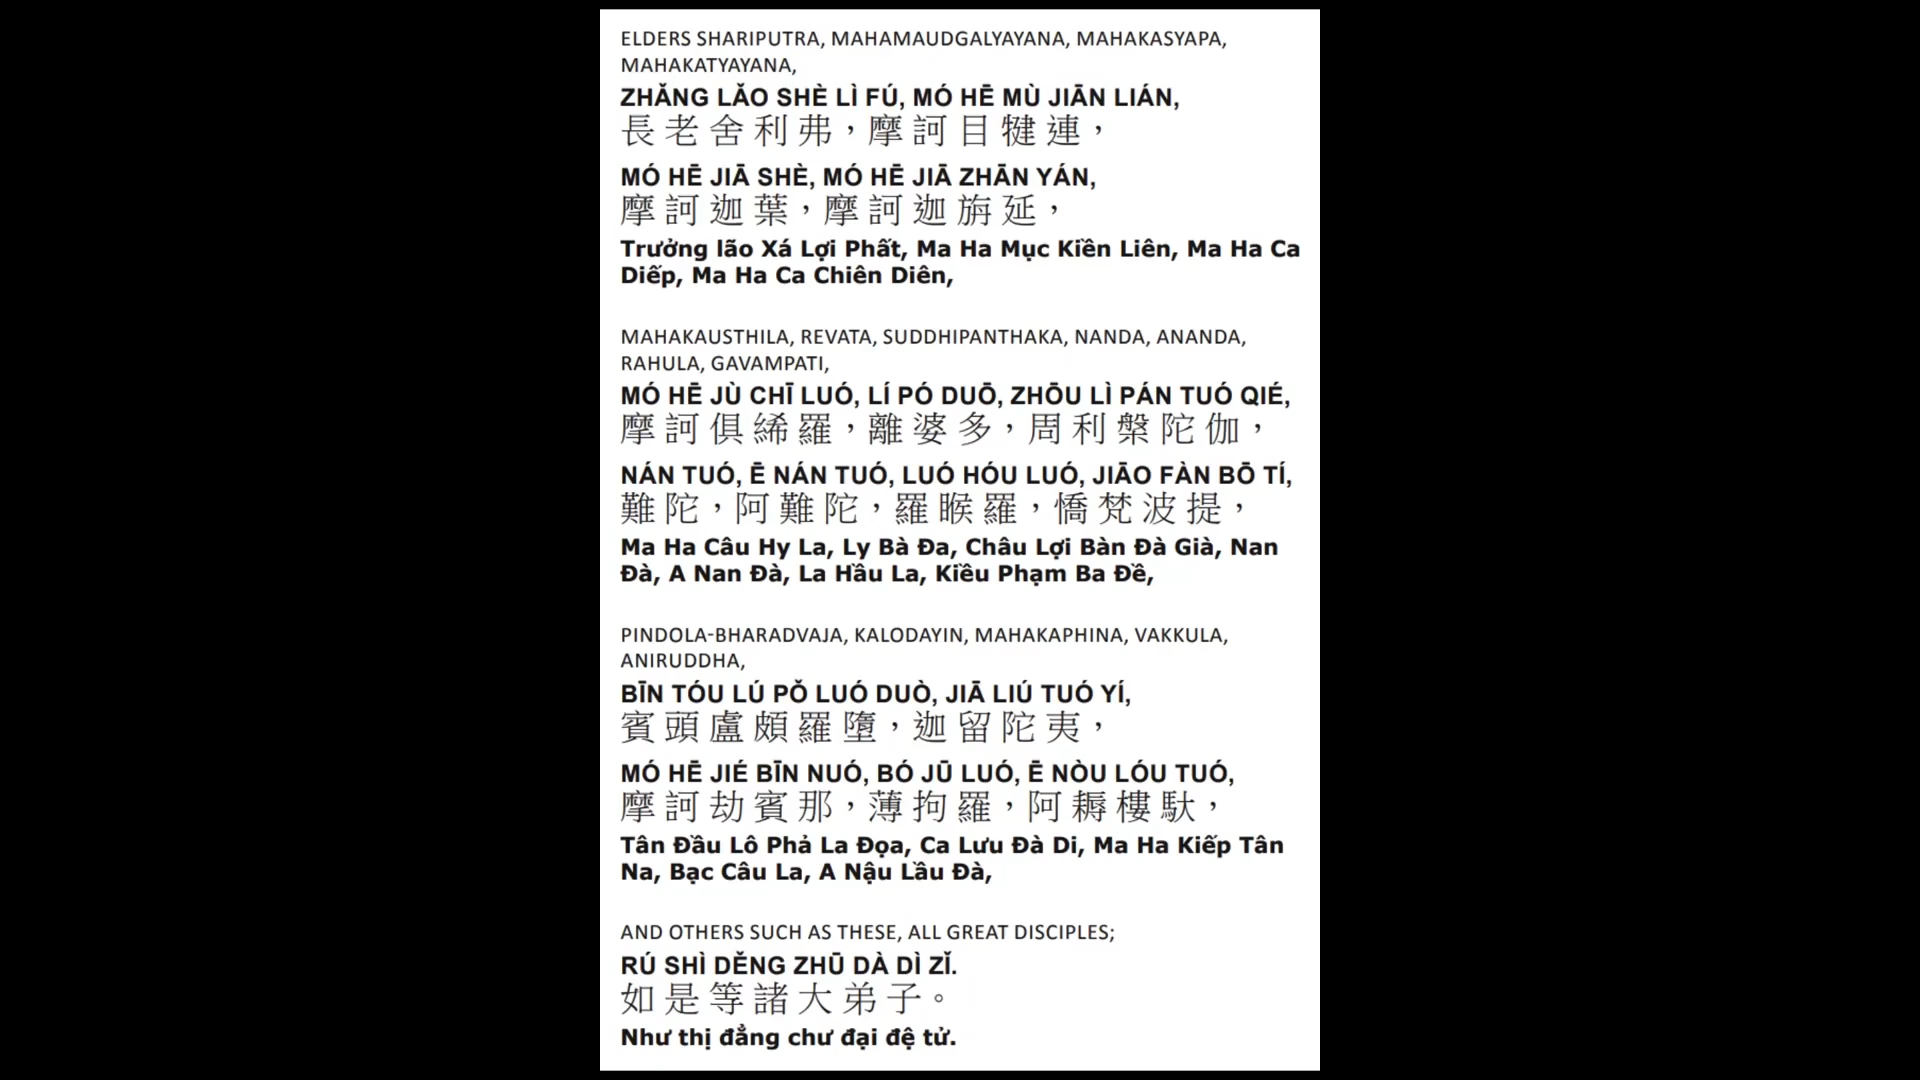 ELDERS SHARIPUTRA, MAHAMAUDGALYAYANA, MAHAKASYAPA,
MAHAKATYAYANA,
ZHǍNG LǍO SHÈ LÌ FÚ, MÓ HĒ MÙ JIĀN LIÁN,
長老舍利弗，摩訶目犍連，
MÓ HĒ JIĀ SHÈ, MÓ HĒ JIĀ ZHĀN YÁN,
摩訶迦葉，摩訶迦旃延，
Trưởng lão Xá Lợi Phất, Ma Ha Mục Kiền Liên, Ma Ha Ca
Diếp, Ma Ha Ca Chiên Diên,
MAHAKAUSTHILA, REVATA, SUDDHIPANTHAKA, NANDA, ANANDA,
RAHULA, GAVAMPATI,
MÓ HĒ JÙ CHĪ LUÓ, LÍ PÓ DUŌ, ZHŌU LÌ PÁN TUÓ QIÉ,
摩訶俱絺羅，離婆多，周利槃陀伽，
NÁN TUÓ, Ē NÁN TUÓ, LUÓ HÓU LUÓ, JIĀO FÀN BŌ TÍ,
難陀，阿難陀，羅睺羅，憍梵波提，
Ma Ha Câu Hy La, Ly Bà Đa, Châu Lợi Bàn Đà Già, Nan
Đà, A Nan Đà, La Hầu La, Kiều Phạm Ba Đề,
PINDOLA-BHARADVAJA, KALODAYIN, MAHAKAPHINA, VAKKULA,
ANIRUDDHA,
BĪN TÓU LÚ PǑ LUÓ DUÒ, JIĀ LIÚ TUÓ YÍ,
賓頭盧頗羅墮，迦留陀夷，
MÓ HĒ JIÉ BĪN NUÓ, BÓ JŪ LUÓ, Ē NÒU LÓU TUÓ,
摩訶劫賓那，薄拘羅，阿耨樓馱，
Tân Đầu Lô Phả La Đọa, Ca Lưu Đà Di, Ma Ha Kiếp Tân
Na, Bạc Câu La, A Nậu Lầu Đà,
AND OTHERS SUCH AS THESE, ALL GREAT DISCIPLES;
RÚ SHÌ DĚNG ZHŪ DÀ DÌ ZǏ.
如是等諸大弟子。
Như thị đẳng chư đại đệ tử.